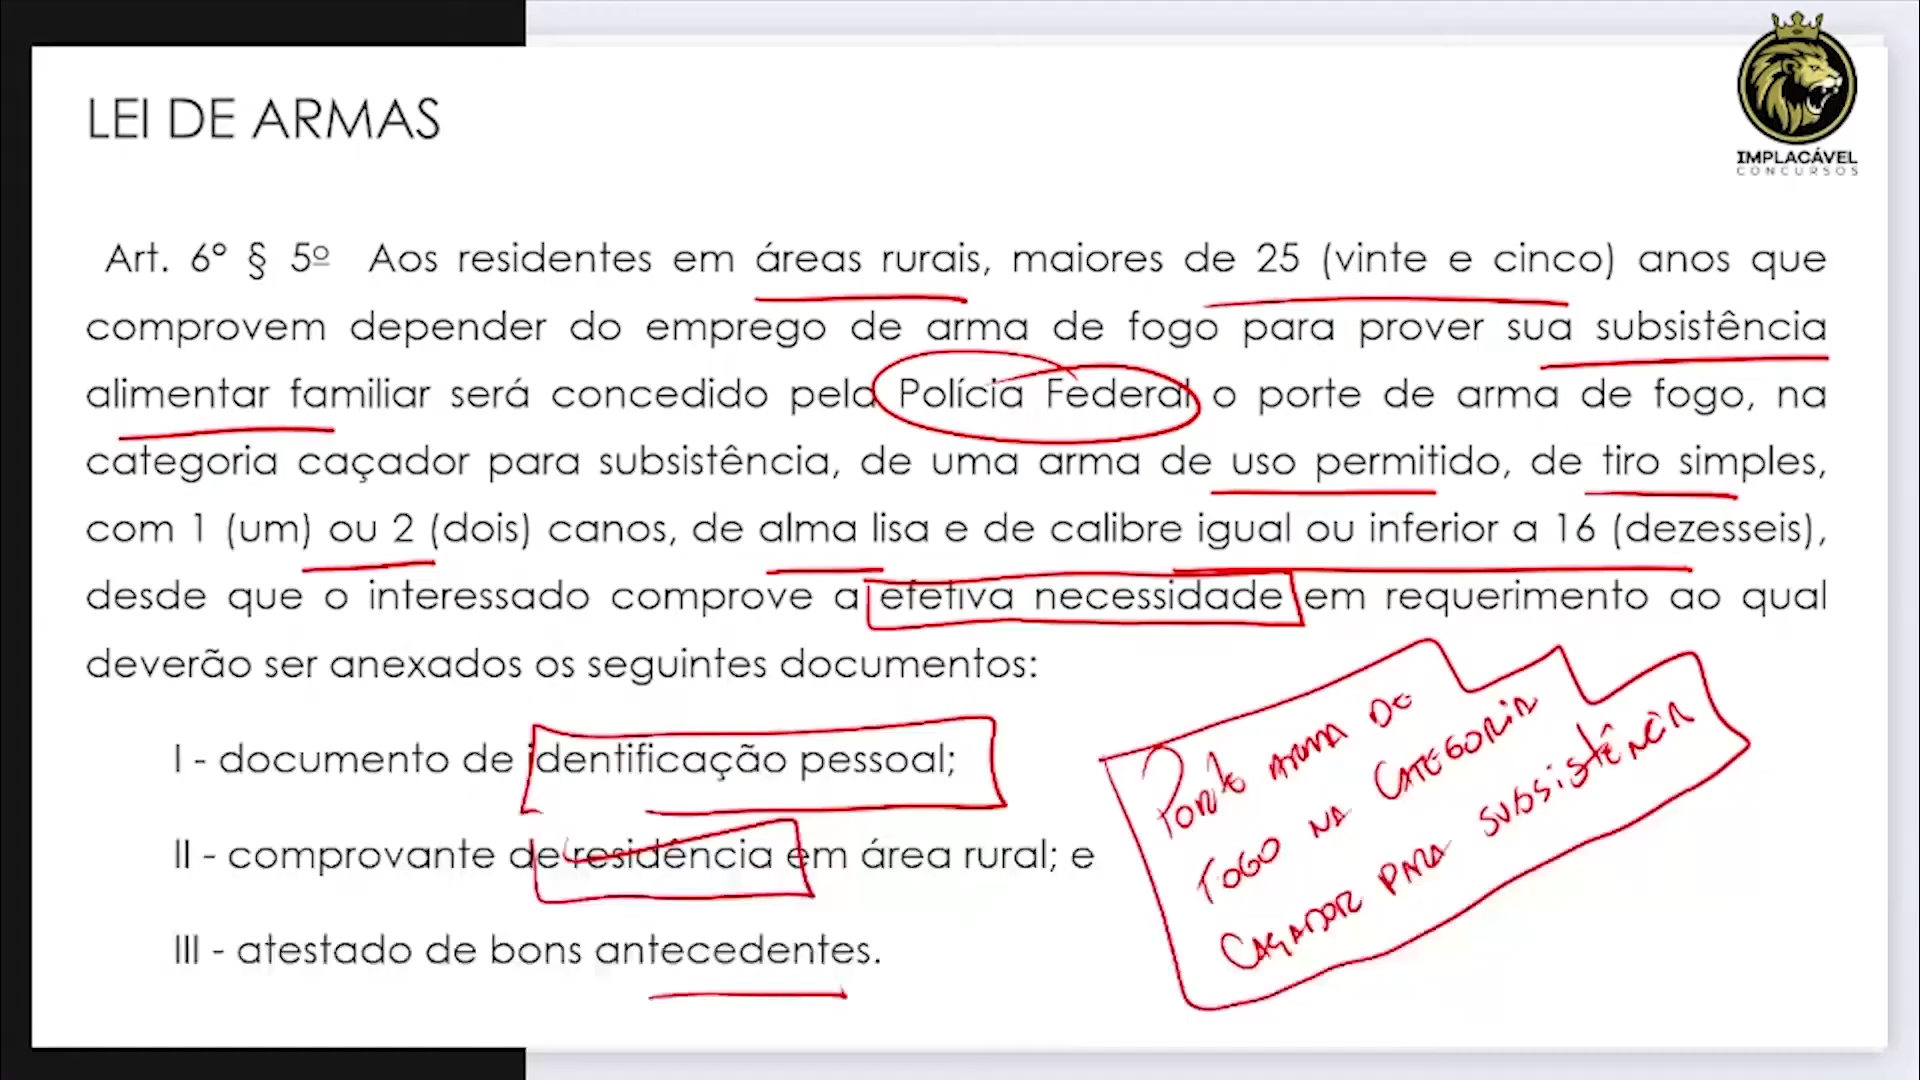 IMPLACÁVEL
CONCURSOS
LEI DE ARMAS
Art. 6º § 5º Aos residentes em áreas rurais, maiores de 25 (vinte e cinco) anos que
comprovem depender do emprego de arma de fogo para prover sua subsistência
alimentar familiar será concedido pela Polícia Federal o porte de arma de fogo, na
categoria caçador para subsistência, de uma arma de uso permitido, de tiro simples,
com 1 (um) ou 2 (dois) canos, de alma lisa e de calibre igual ou inferior a 16 (dezesseis),
desde que o interessado comprove a efetiva necessidade em requerimento ao qual
deverão ser anexados os seguintes documentos:
I - documento de identificação pessoal;
II - comprovante de residência em área rural; e
III - atestado de bons antecedentes.
PORTE ARMA DE
FOGO NA CATEGORIA
CAÇADOR PARA SUBSISTÊNCIA